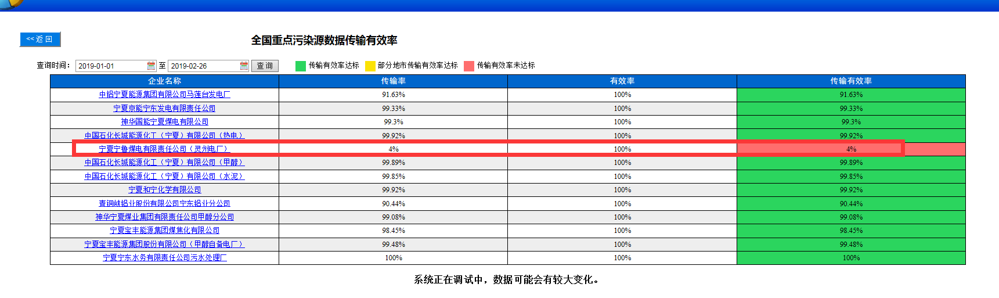 << 返 回
全国重点污染源数据传输有效率
查询时间： 2019-01-01 至 2019-02-26 查 询 传输有效率达标 部分地市传输有效率达标 传输有效率未达标
企业名称 传输率 有效率 传输有效率
中铝宁夏能源集团有限公司马莲台发电厂 91.63% 100% 91.63%
宁夏京能宁东发电有限责任公司 99.33% 100% 99.33%
神华国能宁夏煤电有限公司 99.3% 100% 99.3%
中国石化长城能源化工（宁夏）有限公司（热电） 99.92% 100% 99.92%
宁夏宁鲁煤电有限责任公司（灵州电厂） 4% 100% 4%
中国石化长城能源化工（宁夏）有限公司（甲醇） 99.89% 100% 99.89%
中国石化长城能源化工（宁夏）有限公司（水泥） 99.85% 100% 99.85%
宁夏和宁化学有限公司 99.92% 100% 99.92%
青铜峡铝业股份有限公司宁东铝业分公司 90.44% 100% 90.44%
神华宁夏煤业集团有限责任公司甲醇分公司 99.08% 100% 99.08%
宁夏宝丰能源集团煤焦化有限公司 98.45% 100% 98.45%
宁夏宝丰能源集团股份有限公司（甲醇自备电厂） 99.48% 100% 99.48%
宁夏宁东水务有限责任公司污水处理厂 100% 100% 100%
系统正在调试中，数据可能会有较大变化。